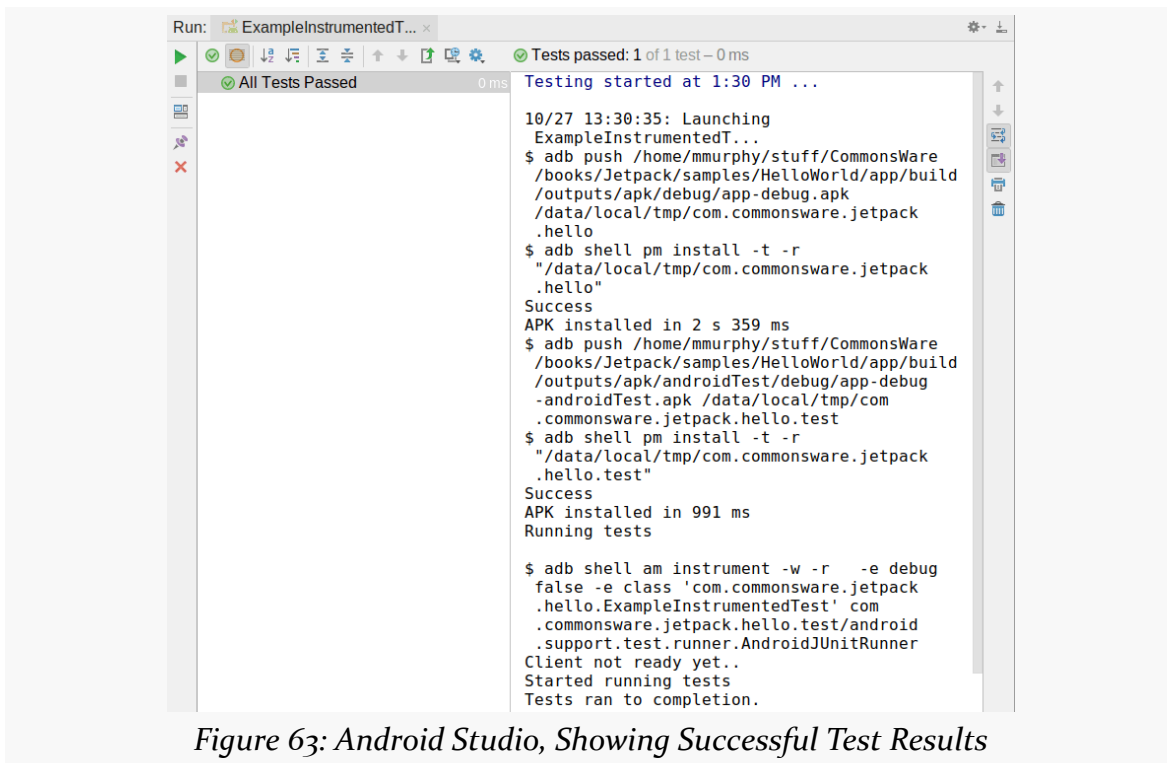 Run: ExampleInstrumentedT...
Tests passed: 1 of 1 test – 0 ms
All Tests Passed 0 ms
Testing started at 1:30 PM ...
10/27 13:30:35: Launching
ExampleInstrumentedT...
$ adb push /home/mmurphy/stuff/CommonsWare
/books/Jetpack/samples/HelloWorld/app/build
/outputs/apk/debug/app-debug.apk
/data/local/tmp/com.commonsware.jetpack
.hello
$ adb shell pm install -t -r
"/data/local/tmp/com.commonsware.jetpack
.hello"
Success
APK installed in 2 s 359 ms
$ adb push /home/mmurphy/stuff/CommonsWare
/books/Jetpack/samples/HelloWorld/app/build
/outputs/apk/androidTest/debug/app-debug
-androidTest.apk /data/local/tmp/com
.commonsware.jetpack.hello.test
$ adb shell pm install -t -r
"/data/local/tmp/com.commonsware.jetpack
.hello.test"
Success
APK installed in 991 ms
Running tests
$ adb shell am instrument -w -r   -e debug
false -e class 'com.commonsware.jetpack
.hello.ExampleInstrumentedTest' com
.commonsware.jetpack.hello.test/android
.support.test.runner.AndroidJUnitRunner
Client not ready yet..
Started running tests
Tests ran to completion.
Figure 63: Android Studio, Showing Successful Test Results